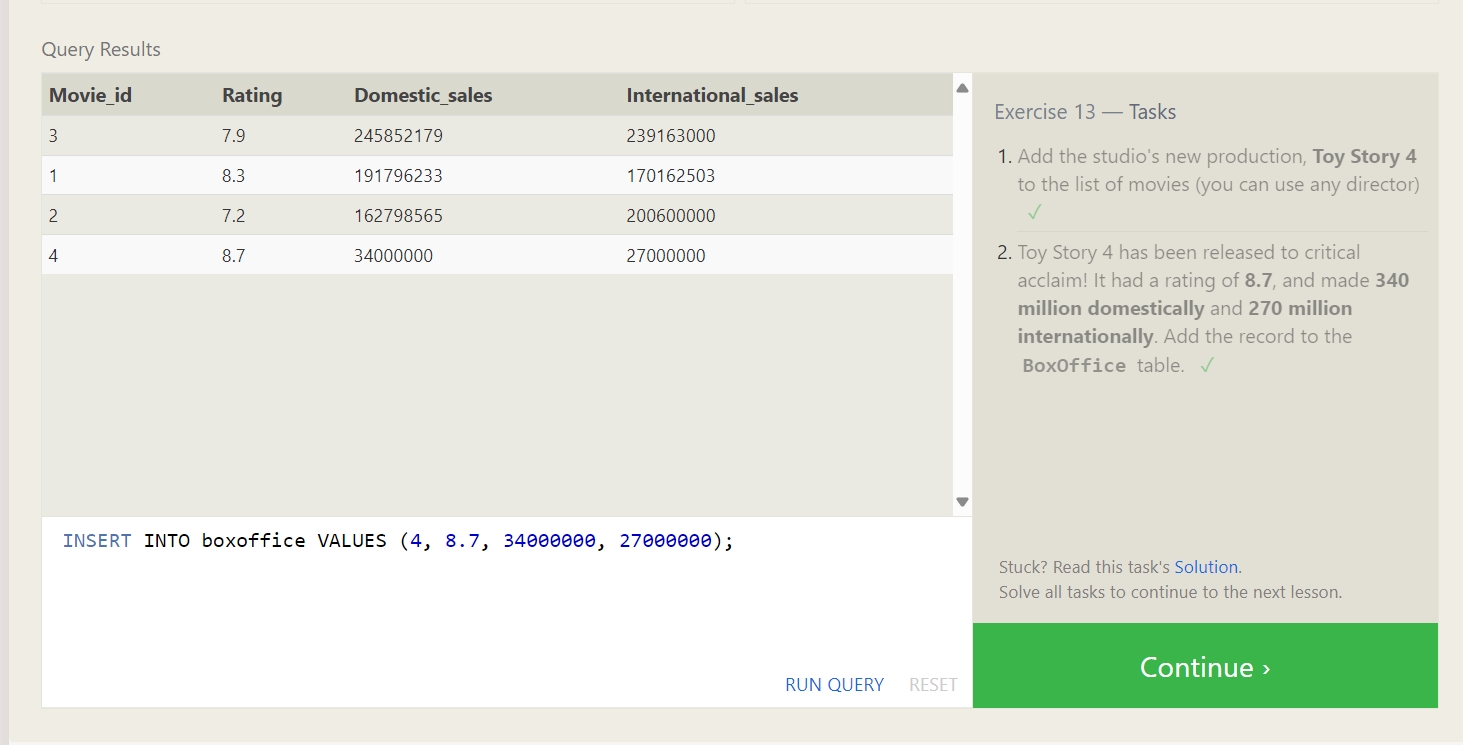 Query Results
Movie_id Rating Domestic_sales International_sales
3 7.9 245852179 239163000
1 8.3 191796233 170162503
2 7.2 162798565 200600000
4 8.7 34000000 27000000
INSERT INTO boxoffice VALUES (4, 8.7, 34000000, 27000000);
RUN QUERY RESET
Exercise 13 — Tasks
1. Add the studio's new production, Toy Story 4
to the list of movies (you can use any director)
✓
2. Toy Story 4 has been released to critical
acclaim! It had a rating of 8.7, and made 340
million domestically and 270 million
internationally. Add the record to the
BoxOffice table. ✓
Stuck? Read this task's Solution.
Solve all tasks to continue to the next lesson.
Continue ›